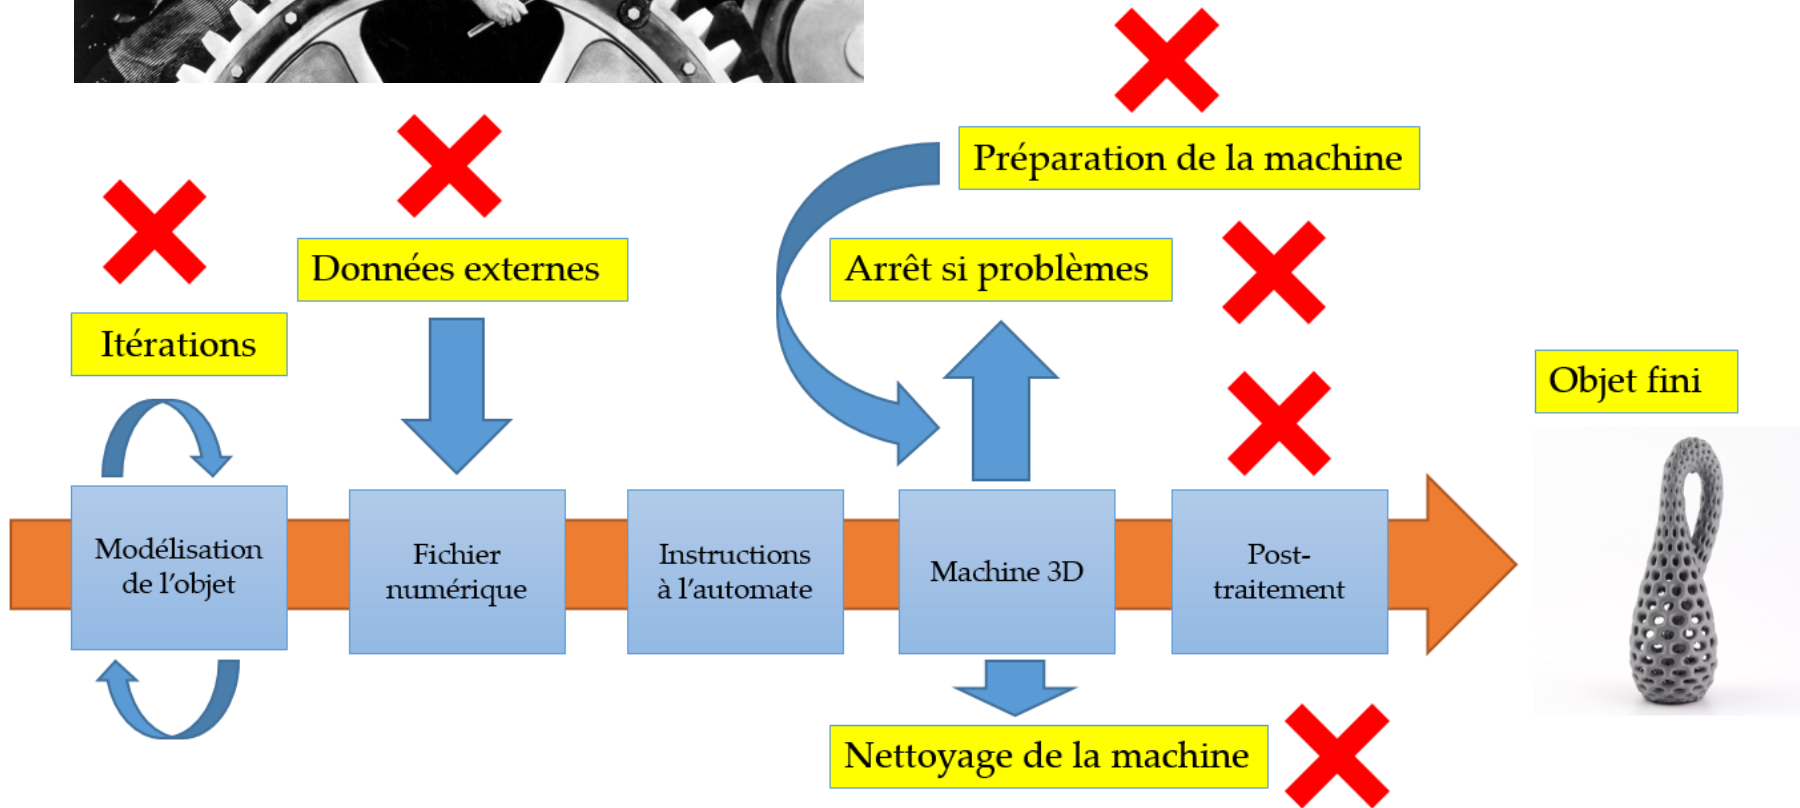 Préparation de la machine
Données externes
Arrêt si problèmes
Itérations
Objet fini
Modélisation
de l'objet
Fichier
numérique
Instructions
à l'automate
Machine 3D
Post-
traitement
Nettoyage de la machine